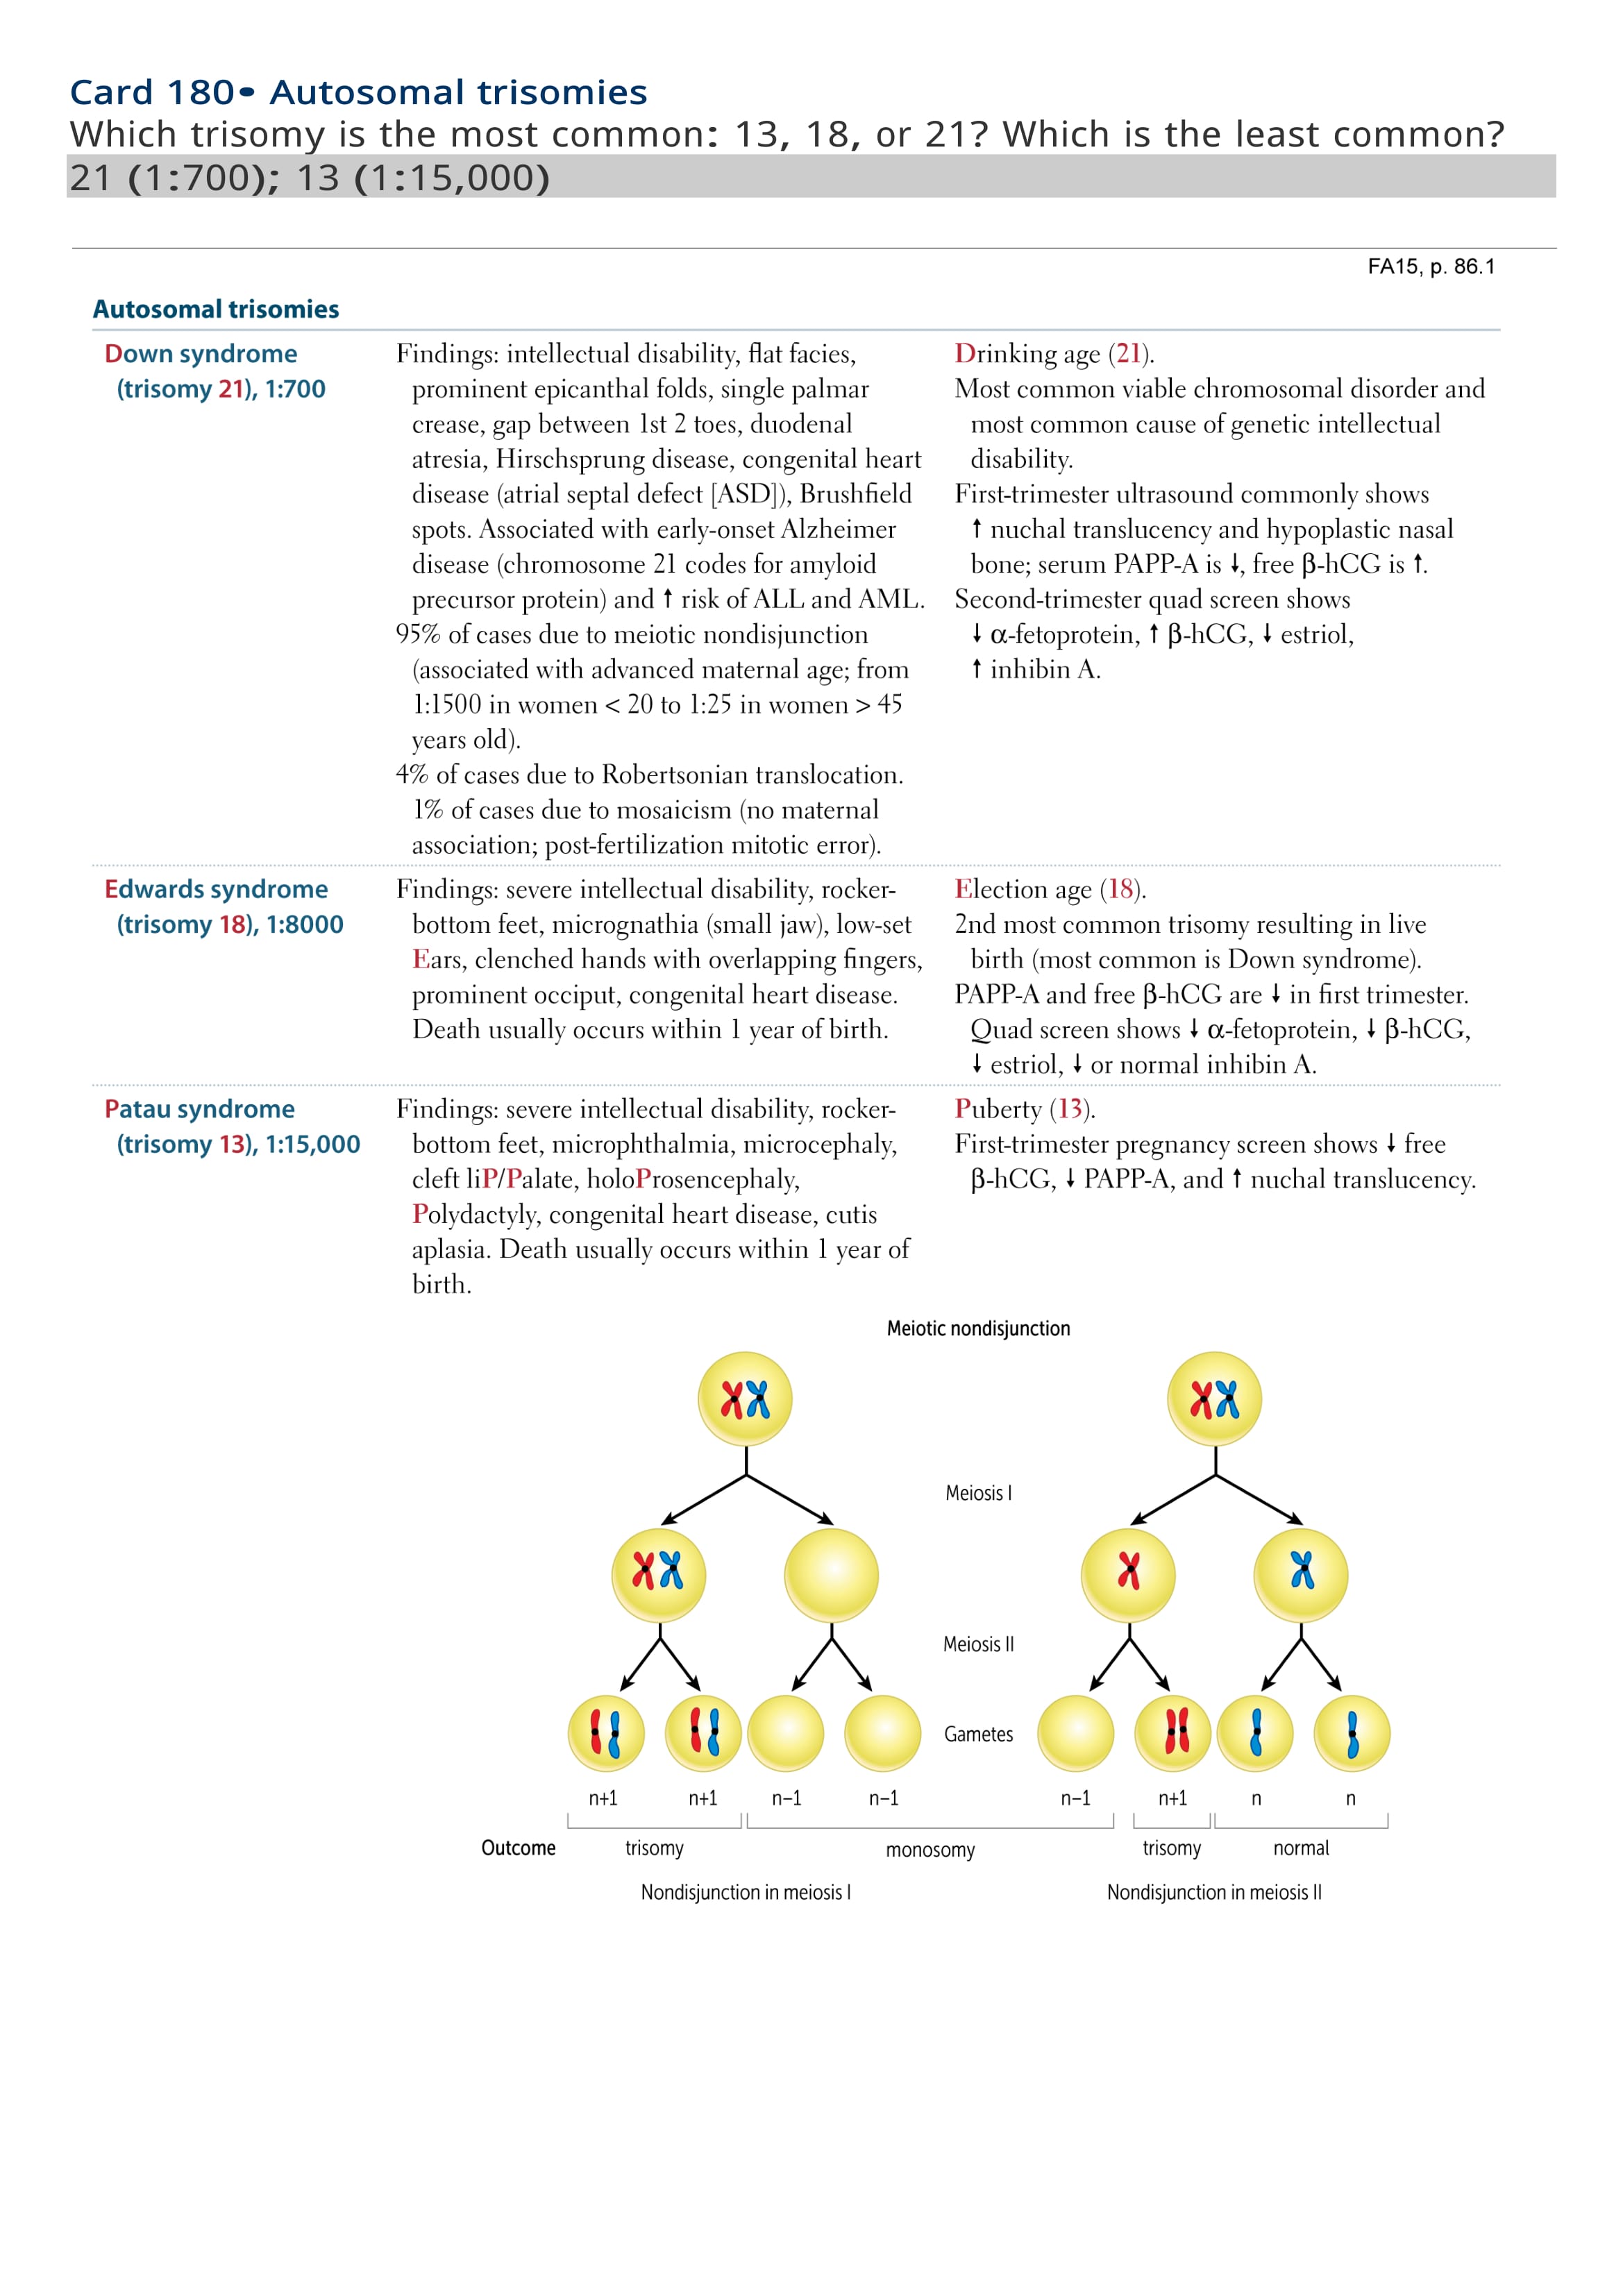 Card 180• Autosomal trisomies
Which trisomy is the most common: 13, 18, or 21? Which is the least common?
21 (1:700); 13 (1:15,000)
FA15, p. 86.1
Autosomal trisomies
Down syndrome
(trisomy 21), 1:700
Findings: intellectual disability, flat facies,
prominent epicanthal folds, single palmar
crease, gap between 1st 2 toes, duodenal
atresia, Hirschsprung disease, congenital heart
disease (atrial septal defect [ASD]), Brushfield
spots. Associated with early-onset Alzheimer
disease (chromosome 21 codes for amyloid
precursor protein) and ↑ risk of ALL and AML.
95% of cases due to meiotic nondisjunction
(associated with advanced maternal age; from
1:1500 in women < 20 to 1:25 in women > 45
years old).
4% of cases due to Robertsonian translocation.
1% of cases due to mosaicism (no maternal
association; post-fertilization mitotic error).
Drinking age (21).
Most common viable chromosomal disorder and
most common cause of genetic intellectual
disability.
First-trimester ultrasound commonly shows
↑ nuchal translucency and hypoplastic nasal
bone; serum PAPP-A is ↓, free β-hCG is ↑.
Second-trimester quad screen shows
↓ α-fetoprotein, ↑ β-hCG, ↓ estriol,
↑ inhibin A.
Edwards syndrome
(trisomy 18), 1:8000
Findings: severe intellectual disability, rocker-
bottom feet, micrognathia (small jaw), low-set
Ears, clenched hands with overlapping fingers,
prominent occiput, congenital heart disease.
Death usually occurs within 1 year of birth.
Election age (18).
2nd most common trisomy resulting in live
birth (most common is Down syndrome).
PAPP-A and free β-hCG are ↓ in first trimester.
Quad screen shows ↓ α-fetoprotein, ↓ β-hCG,
↓ estriol, ↓ or normal inhibin A.
Patau syndrome
(trisomy 13), 1:15,000
Findings: severe intellectual disability, rocker-
bottom feet, microphthalmia, microcephaly,
cleft liP/Palate, holoProsencephaly,
Polydactyly, congenital heart disease, cutis
aplasia. Death usually occurs within 1 year of
birth.
Puberty (13).
First-trimester pregnancy screen shows ↓ free
β-hCG, ↓ PAPP-A, and ↑ nuchal translucency.
Meiotic nondisjunction
Meiosis I
Meiosis II
Gametes
n+1 n+1 n–1 n–1 n–1 n+1 n n
Outcome trisomy monosomy trisomy normal
Nondisjunction in meiosis I Nondisjunction in meiosis II